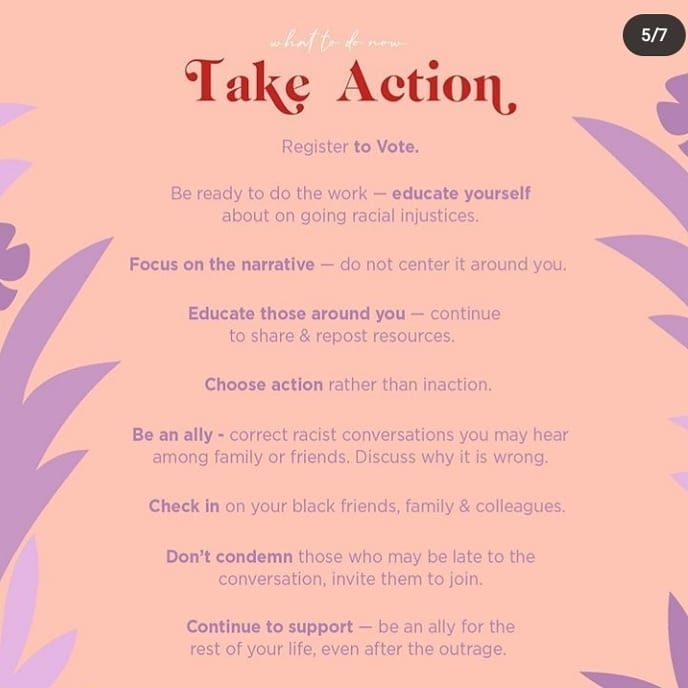 5/7
what to do now
Take Action
Register to Vote.
Be ready to do the work — educate yourself
about on going racial injustices.
Focus on the narrative — do not center it around you.
Educate those around you — continue
to share & repost resources.
Choose action rather than inaction.
Be an ally - correct racist conversations you may hear
among family or friends. Discuss why it is wrong.
Check in on your black friends, family & colleagues.
Don’t condemn those who may be late to the
conversation, invite them to join.
Continue to support — be an ally for the
rest of your life, even after the outrage.